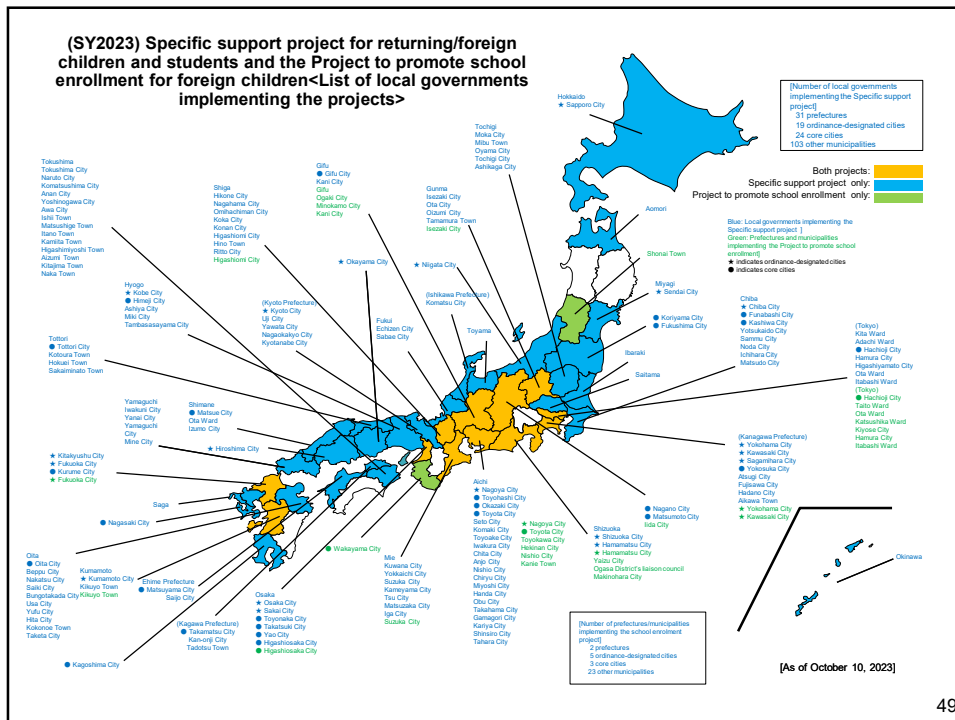 (SY2023) Specific support project for returning/foreign
children and students and the Project to promote school
enrollment for foreign children<List of local governments
implementing the projects>
[Number of local governments
implementing the Specific support
project]
31 prefectures
19 ordinance-designated cities
24 core cities
103 other municipalities
Both projects:
Specific support project only:
Project to promote school enrollment only:
Blue: Local governments implementing the
Specific support project ]
Green: Prefectures and municipalities
implementing the Project to promote school
enrollment]
★ indicates ordinance-designated cities
● indicates core cities
Hokkaido
★ Sapporo City
Aomori
Shonai Town
Miyagi
★ Sendai City
● Koriyama City
● Fukushima City
Ibaraki
Saitama
Tochigi
Moka City
Mibu Town
Oyama City
Tochigi City
Ashikaga City
Gunma
Isezaki City
Ota City
Oizumi City
Tamamura Town
Isezaki City
★ Niigata City
(Ishikawa Prefecture)
Komatsu City
Toyama
Gifu
● Gifu City
Kani City
Gifu
Ogaki City
Minokamo City
Kani City
★ Okayama City
Fukui
Echizen City
Sabae City
Shiga
Hikone City
Nagahama City
Omihachiman City
Koka City
Konan City
Higashiomi City
Hino Town
Ritto City
Higashiomi City
(Kyoto Prefecture)
★ Kyoto City
Uji City
Yawata City
Nagaokakyo City
Kyotanabe City
Tokushima
Tokushima City
Naruto City
Komatsushima City
Anan City
Yoshinogawa City
Awa City
Ishii Town
Matsushige Town
Itano Town
Kamiita Town
Higashimiyoshi Town
Aizumi Town
Kitajima Town
Naka Town
Hyogo
★ Kobe City
● Himeji City
Ashiya City
Miki City
Tambasasayama City
Tottori
● Tottori City
Kotoura Town
Hokuei Town
Sakaiminato Town
Yamaguchi
Iwakuni City
Yanai City
Yamaguchi
City
Mine City
Shimane
● Matsue City
Ota Ward
Izumo City
★ Hiroshima City
★ Kitakyushu City
★ Fukuoka City
● Kurume City
★ Fukuoka City
Saga
● Nagasaki City
Oita
● Oita City
Beppu City
Nakatsu City
Saiki City
Bungotakada City
Usa City
Yufu City
Hita City
Kokonoe Town
Taketa City
Kumamoto
★ Kumamoto City
Kikuyo Town
Kikuyo Town
● Kagoshima City
Ehime Prefecture
● Matsuyama City
Saijo City
(Kagawa Prefecture)
● Takamatsu City
Kan-onji City
Tadotsu Town
Osaka
★ Osaka City
★ Sakai City
● Toyonaka City
● Takatsuki City
● Yao City
● Higashiosaka City
● Higashiosaka City
● Wakayama City
Mie
Kuwana City
Yokkaichi City
Suzuka City
Kameyama City
Tsu City
Matsuzaka City
Iga City
Suzuka City
Aichi
★ Nagoya City
● Toyohashi City
● Okazaki City
● Toyota City
Seto City
Komaki City
Toyoake City
Iwakura City
Chita City
Anjo City
Nishio City
Chiryu City
Miyoshi City
Handa City
Obu City
Takahama City
Gamagori City
Kariya City
Shinsiro City
Tahara City
★ Nagoya City
● Toyota City
Toyokawa City
Hekinan City
Nishio City
Kanie Town
Shizuoka
★ Shizuoka City
★ Hamamatsu City
★ Hamamatsu City
Yaizu City
Ogasa District's liaison council
Makinohara City
● Nagano City
● Matsumoto City
Iida City
(Kanagawa Prefecture)
★ Yokohama City
★ Kawasaki City
★ Sagamihara City
● Yokosuka City
Atsugi City
Fujisawa City
Hadano City
Aikawa Town
★ Yokohama City
★ Kawasaki City
Chiba
★ Chiba City
● Funabashi City
● Kashiwa City
Yotsukaido City
Sammu City
Noda City
Ichihara City
Matsudo City
(Tokyo)
Kita Ward
Adachi Ward
● Hachioji City
Hamura City
Higashiyamato City
Ota Ward
Itabashi Ward
(Tokyo)
● Hachioji City
Taito Ward
Ota Ward
Katsushika Ward
Kiyose City
Hamura City
Itabashi Ward
Okinawa
[Number of prefectures/municipalities
implementing the school enrolment
project]
2 prefectures
5 ordinance-designated cities
3 core cities
23 other municipalities
[As of October 10, 2023]
49